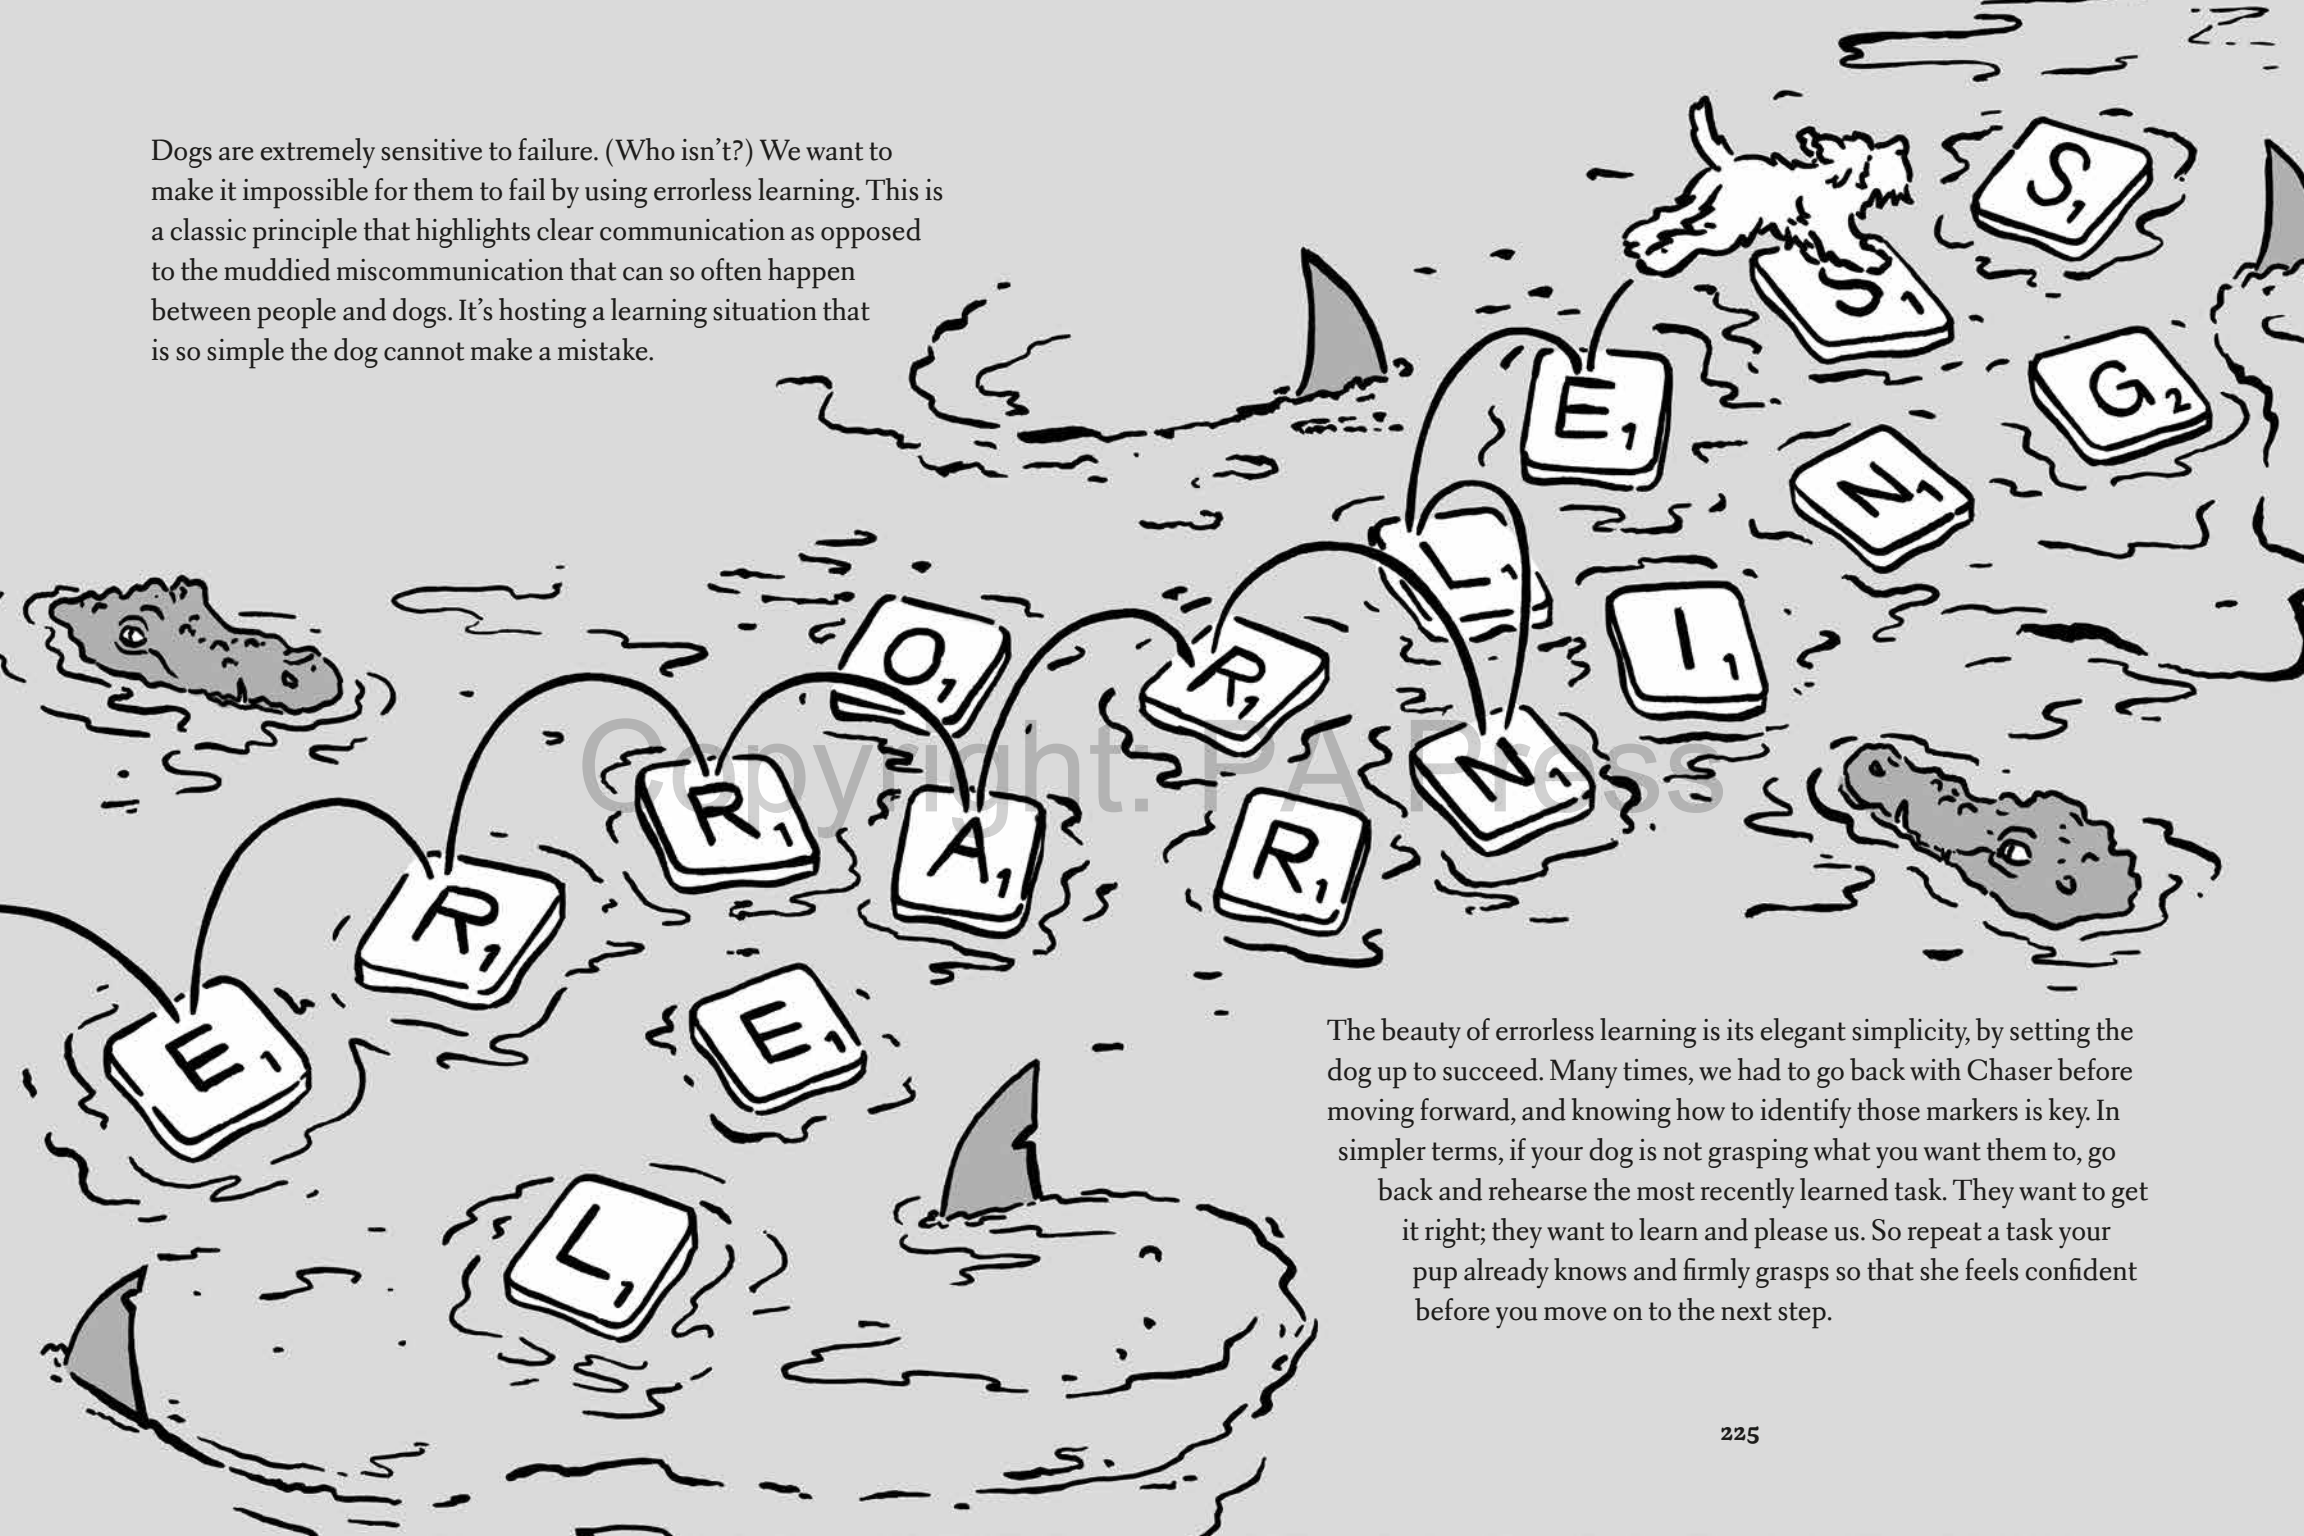 Dogs are extremely sensitive to failure. (Who isn’t?) We want to
make it impossible for them to fail by using errorless learning. This is
a classic principle that highlights clear communication as opposed
to the muddied miscommunication that can so often happen
between people and dogs. It’s hosting a learning situation that
is so simple the dog cannot make a mistake.
S1
S1
G2
E1
N1
L1
I1
O1
R1
N1
R1
A1
R1
R1
E1
E1
L1
Copyright: PA Press
The beauty of errorless learning is its elegant simplicity, by setting the
dog up to succeed. Many times, we had to go back with Chaser before
moving forward, and knowing how to identify those markers is key. In
simpler terms, if your dog is not grasping what you want them to, go
back and rehearse the most recently learned task. They want to get
it right; they want to learn and please us. So repeat a task your
pup already knows and firmly grasps so that she feels confident
before you move on to the next step.
225